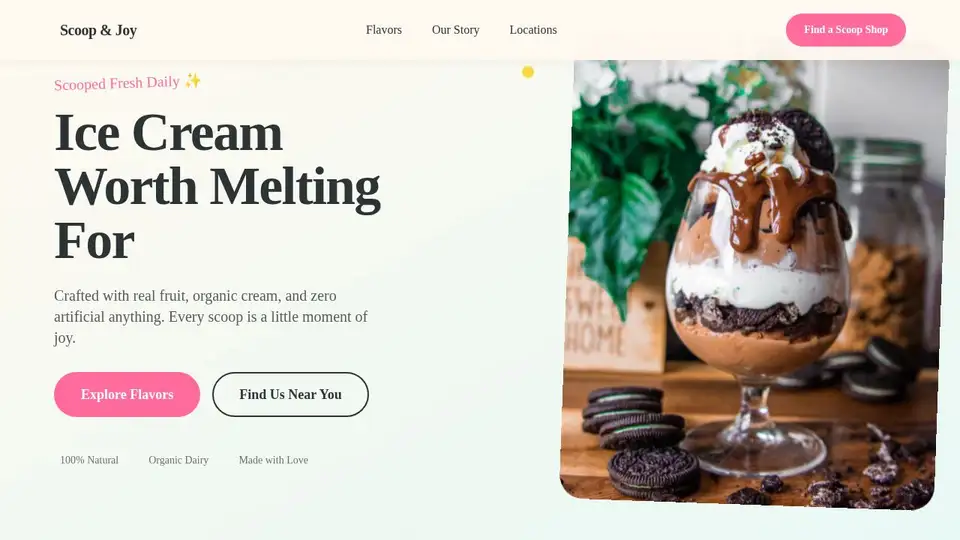 Scoop & Joy
Flavors
Our Story
Locations
Find a Scoop Shop
Scooped Fresh Daily ✨
Ice Cream
Worth Melting
For
Crafted with real fruit, organic cream, and zero
artificial anything. Every scoop is a little moment of
joy.
Explore Flavors
Find Us Near You
100% Natural
Organic Dairy
Made with Love
HOME